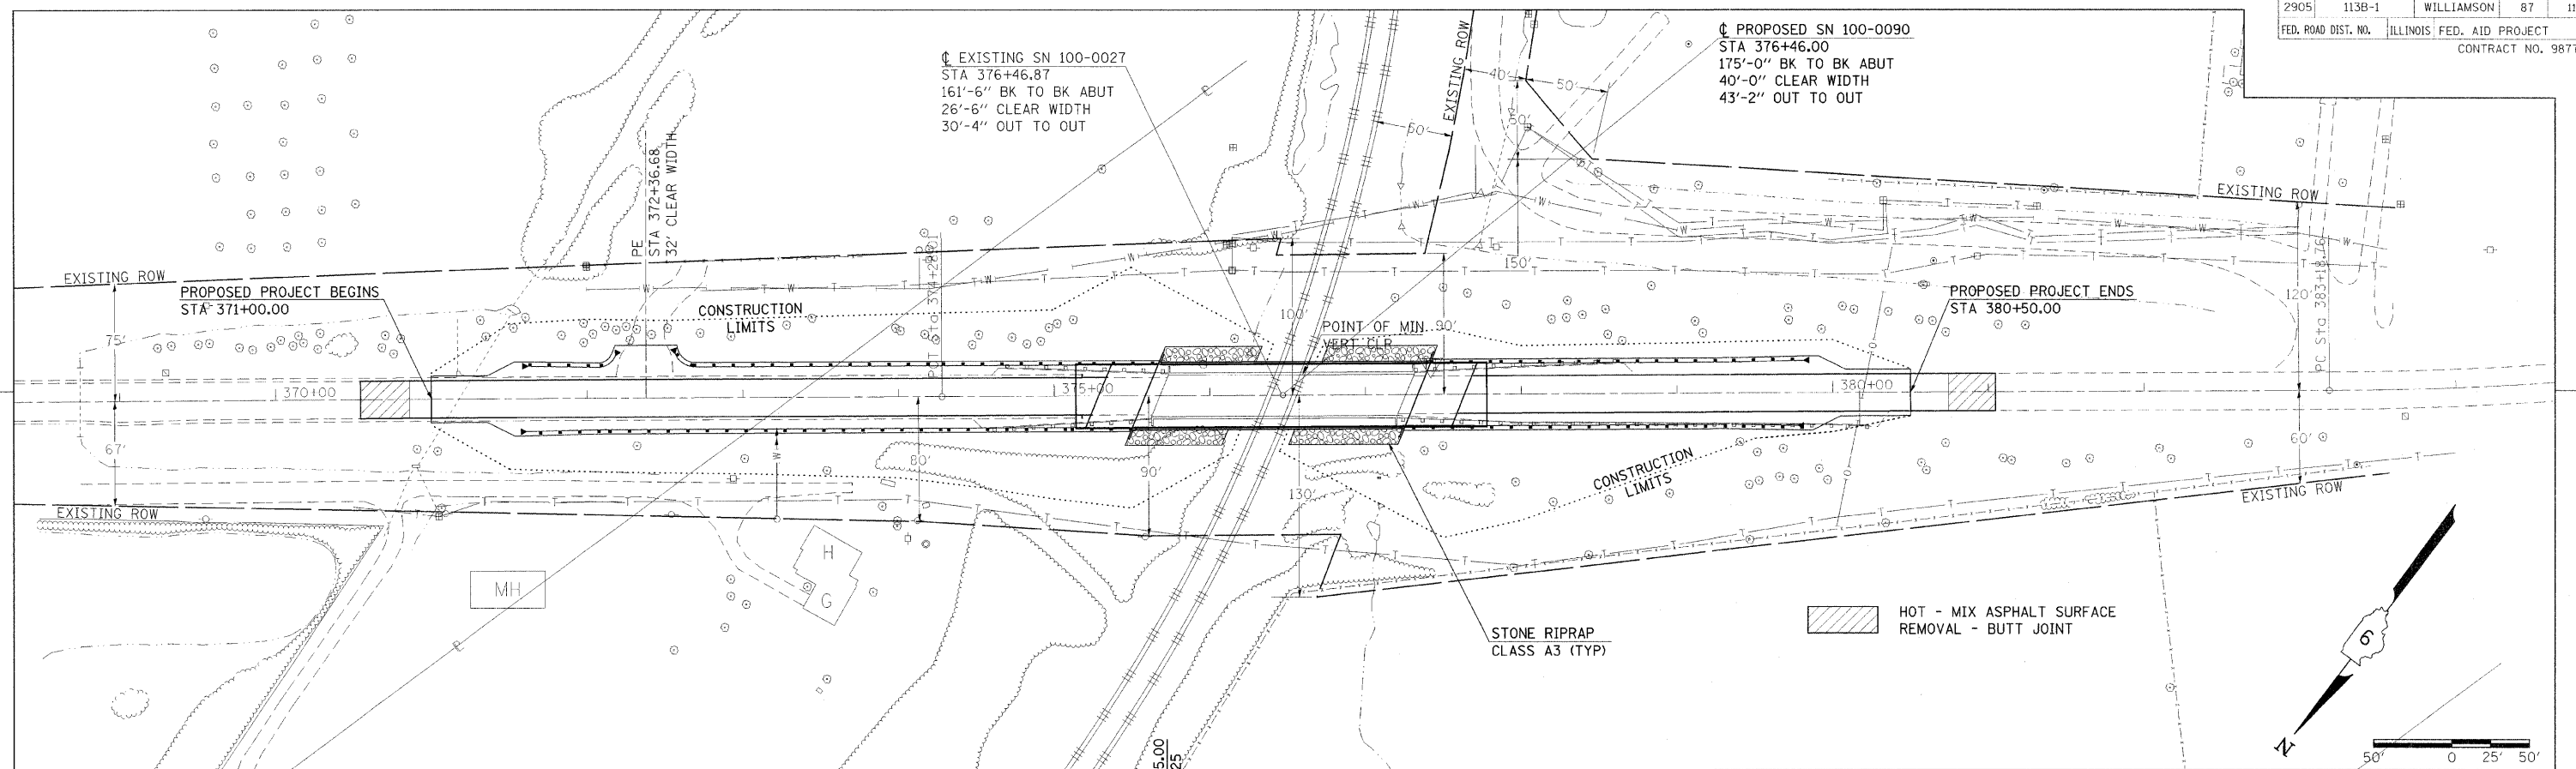 2905 113B-1 WILLIAMSON 87 11
FED. ROAD DIST. NO. ILLINOIS FED. AID PROJECT
CONTRACT NO. 9877
℄ EXISTING SN 100-0027
STA 376+46.87
161'-6" BK TO BK ABUT
26'-6" CLEAR WIDTH
30'-4" OUT TO OUT
℄ PROPOSED SN 100-0090
STA 376+46.00
175'-0" BK TO BK ABUT
40'-0" CLEAR WIDTH
43'-2" OUT TO OUT
EXISTING ROW
40'
50'
60'
PE
STA 372+36.68
32' CLEAR WIDTH
EXISTING ROW
EXISTING ROW
PROPOSED PROJECT BEGINS
STA 371+00.00
CONSTRUCTION
LIMITS
150'
PROPOSED PROJECT ENDS
STA 380+50.00
120'
100'
POINT OF MIN.
VERT CLR
90'
75'
370+00
375+00
380+00
67'
80'
90'
130'
CONSTRUCTION
LIMITS
60'
EXISTING ROW
EXISTING ROW
MH
H
G
STONE RIPRAP
CLASS A3 (TYP)
HOT - MIX ASPHALT SURFACE
REMOVAL - BUTT JOINT
6
N
50' 0 25' 50'
5.00
25